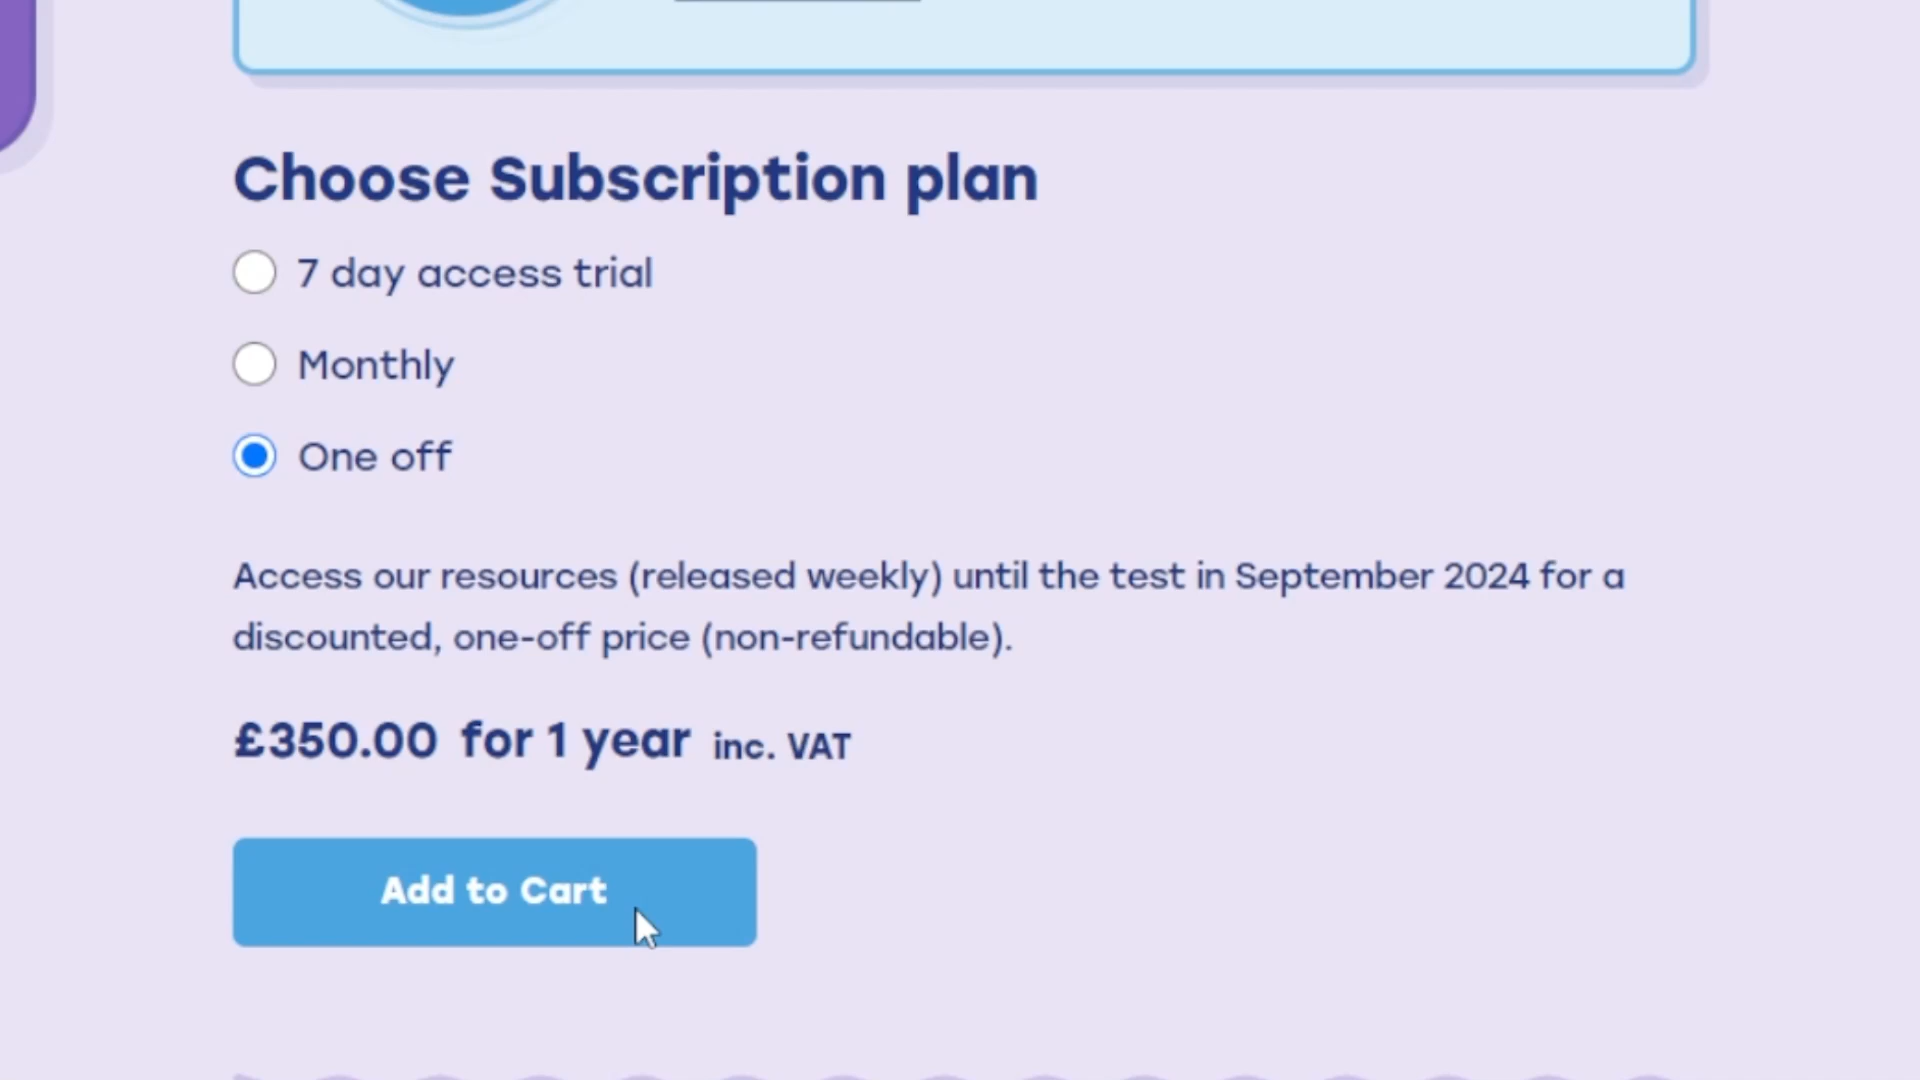 Choose Subscription plan
7 day access trial
Monthly
One off
Access our resources (released weekly) until the test in September 2024 for a
discounted, one-off price (non-refundable).
£350.00 for 1 year inc. VAT
Add to Cart